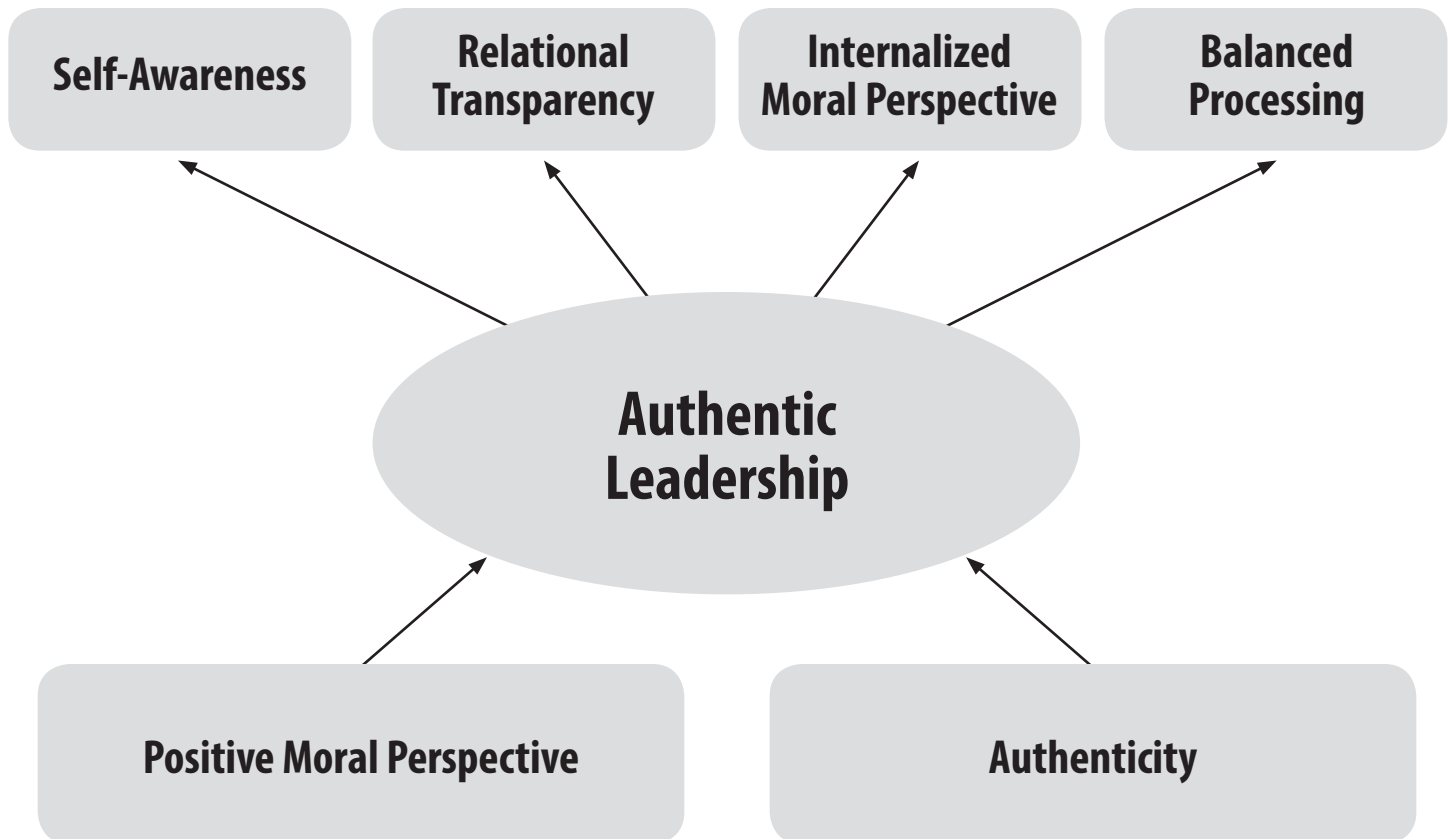 Self-Awareness
Relational
Transparency
Internalized
Moral Perspective
Balanced
Processing
Authentic
Leadership
Positive Moral Perspective
Authenticity